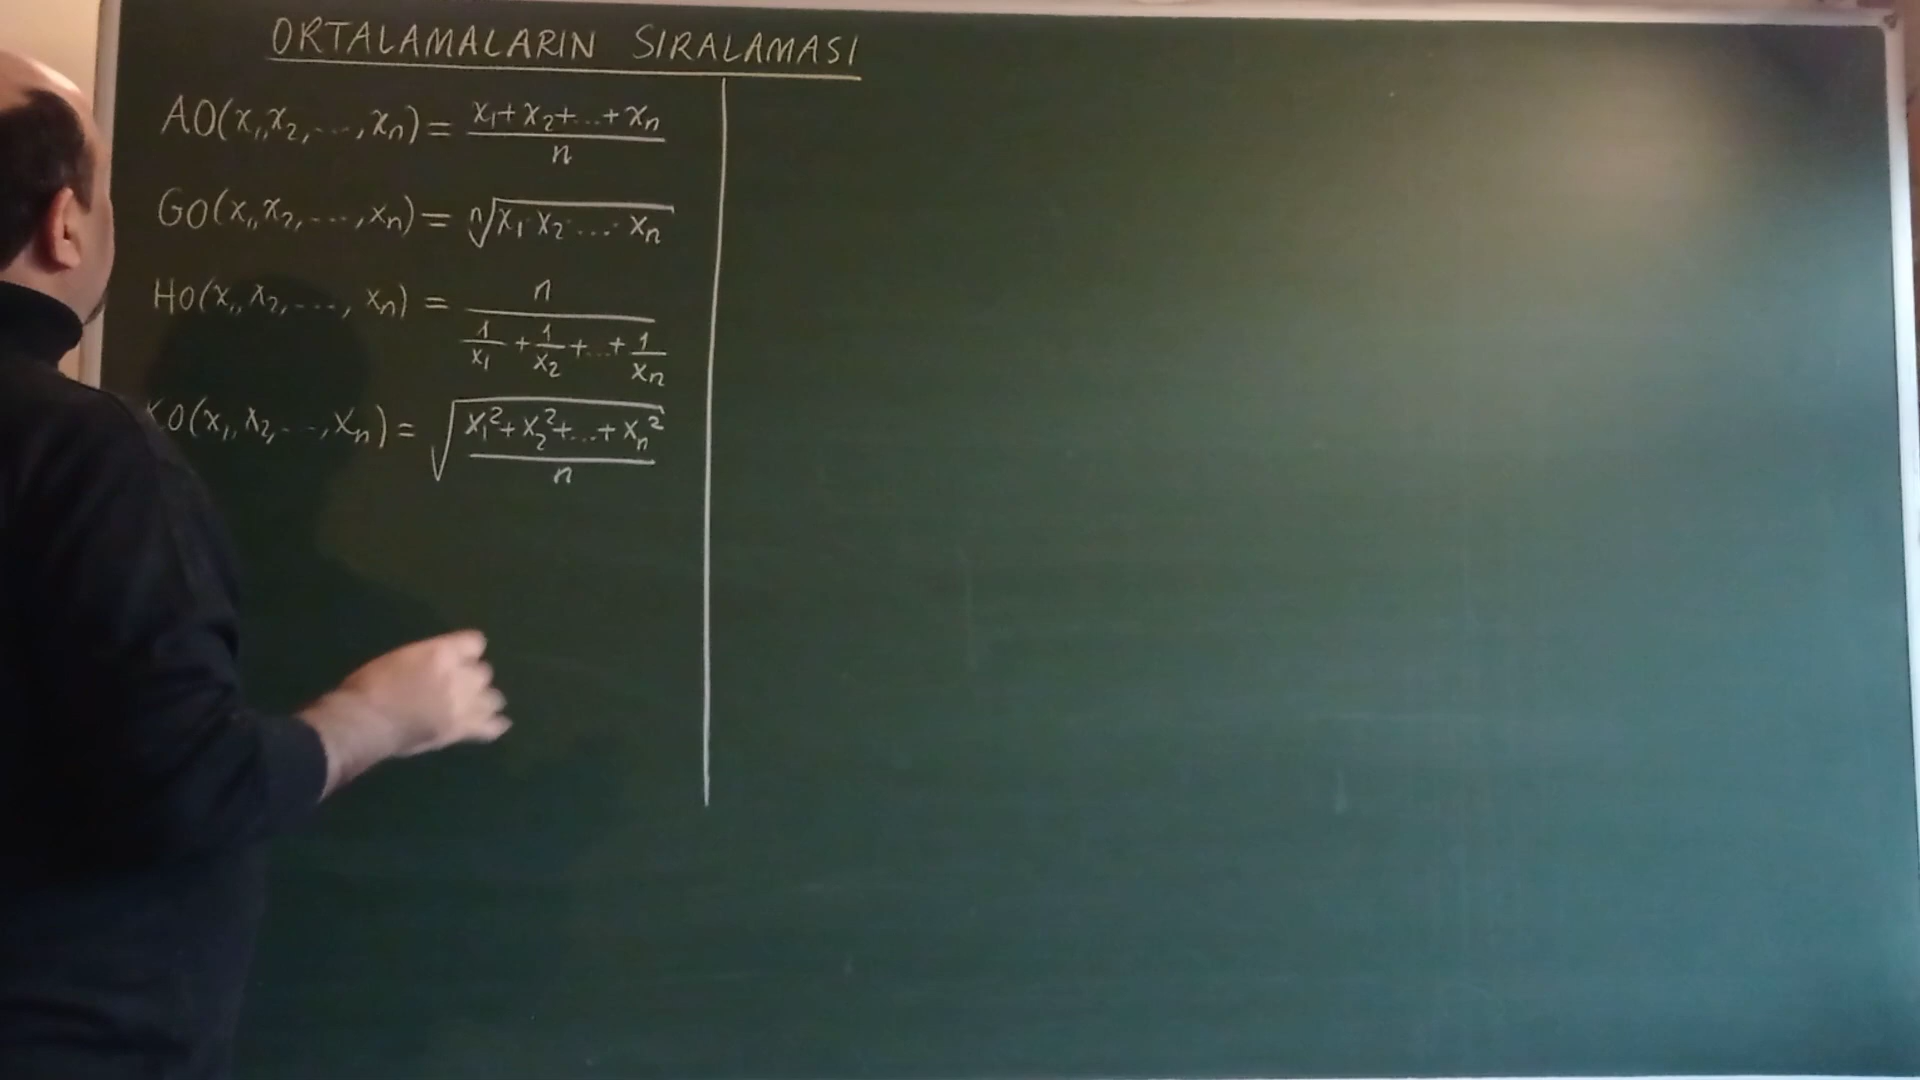 ORTALAMALARIN SIRALAMASI
AO(x₁,x₂,...,xₙ) = (x₁+x₂+...+xₙ)/n
GO(x₁,x₂,...,xₙ) = ⁿ√(x₁·x₂·...·xₙ)
HO(x₁,x₂,...,xₙ) = n/(1/x₁+1/x₂+...+1/xₙ)
KO(x₁,x₂,...,xₙ) = √((x₁²+x₂²+...+xₙ²)/n)